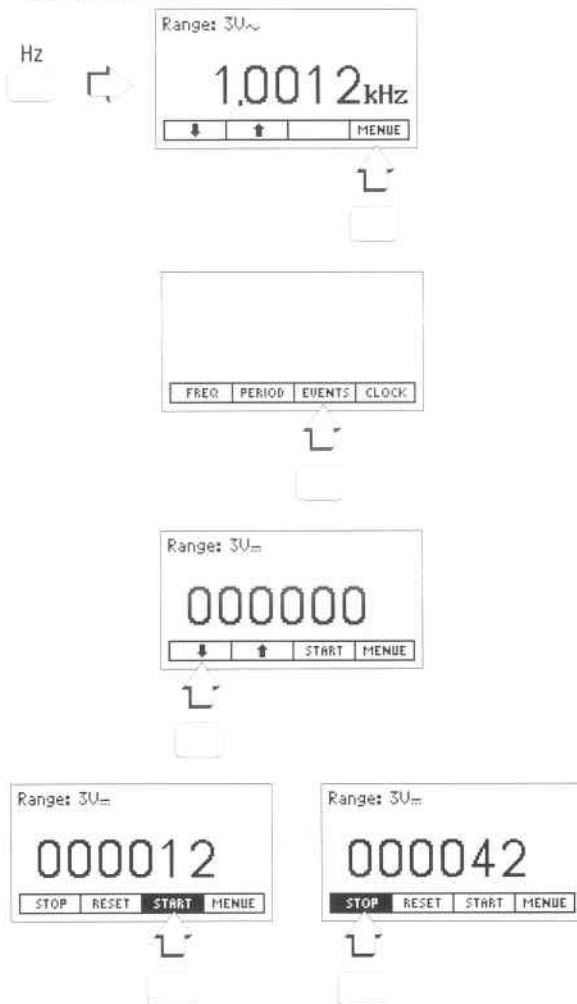 Range: 3V~
Hz
1.0012kHz
MENUE
FREQ PERIOD EVENTS CLOCK
Range: 3V
000000
START MENUE
Range: 3V
000012
STOP RESET START MENUE
Range: 3V
000042
STOP RESET START MENUE